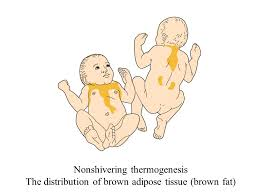 Nonshivering thermogenesis
The distribution of brown adipose tissue (brown fat)